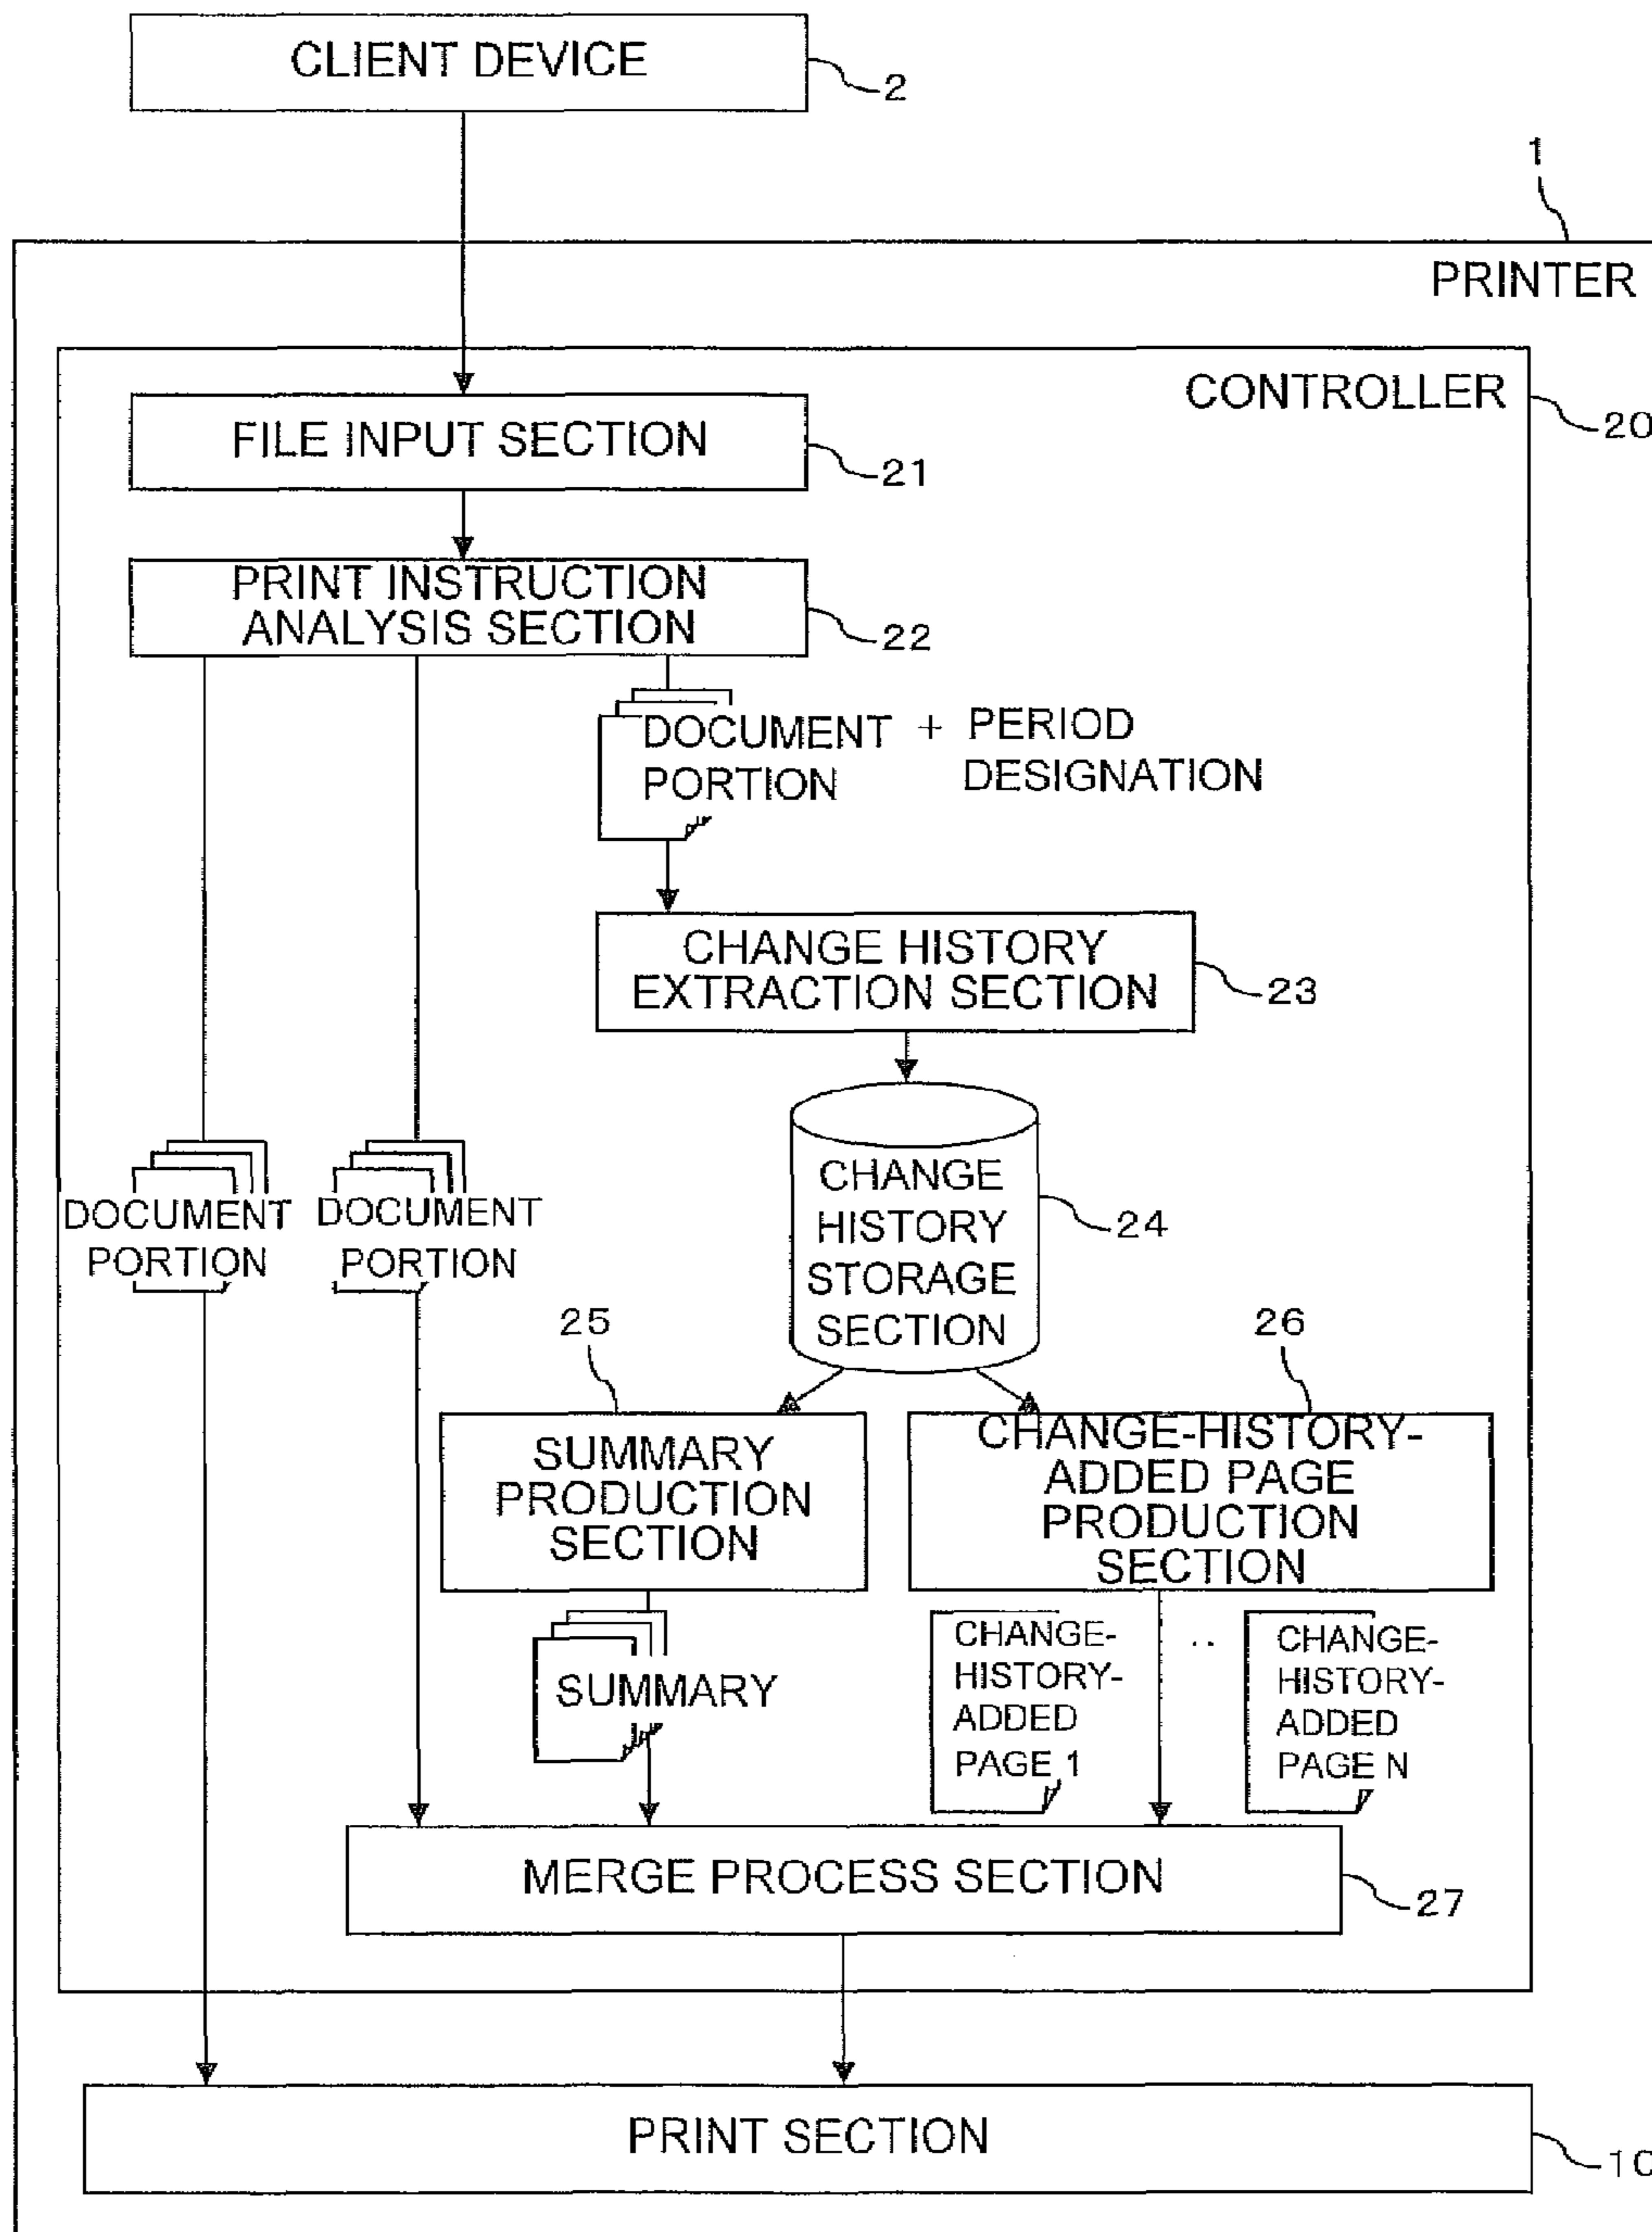 CLIENT DEVICE
2
1
PRINTER
CONTROLLER
20
FILE INPUT SECTION
21
PRINT INSTRUCTION
ANALYSIS SECTION
22
DOCUMENT + PERIOD
PORTION DESIGNATION
CHANGE HISTORY
EXTRACTION SECTION
23
CHANGE
HISTORY
STORAGE
SECTION
24
DOCUMENT
PORTION
DOCUMENT
PORTION
25
26
SUMMARY
PRODUCTION
SECTION
CHANGE-HISTORY-
ADDED PAGE
PRODUCTION
SECTION
SUMMARY
CHANGE-
HISTORY-
ADDED
PAGE 1
..
CHANGE-
HISTORY-
ADDED
PAGE N
MERGE PROCESS SECTION
27
PRINT SECTION
10